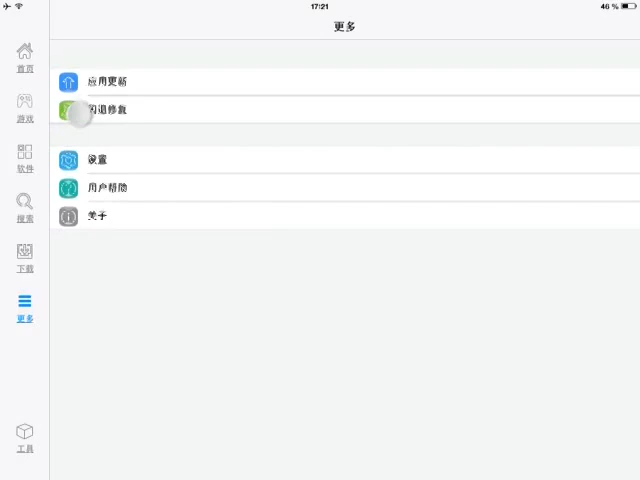 17:21
46 %
更多
首页
游戏
软件
搜索
下载
更多
工具
应用更新
闪退修复
设置
用户帮助
关于